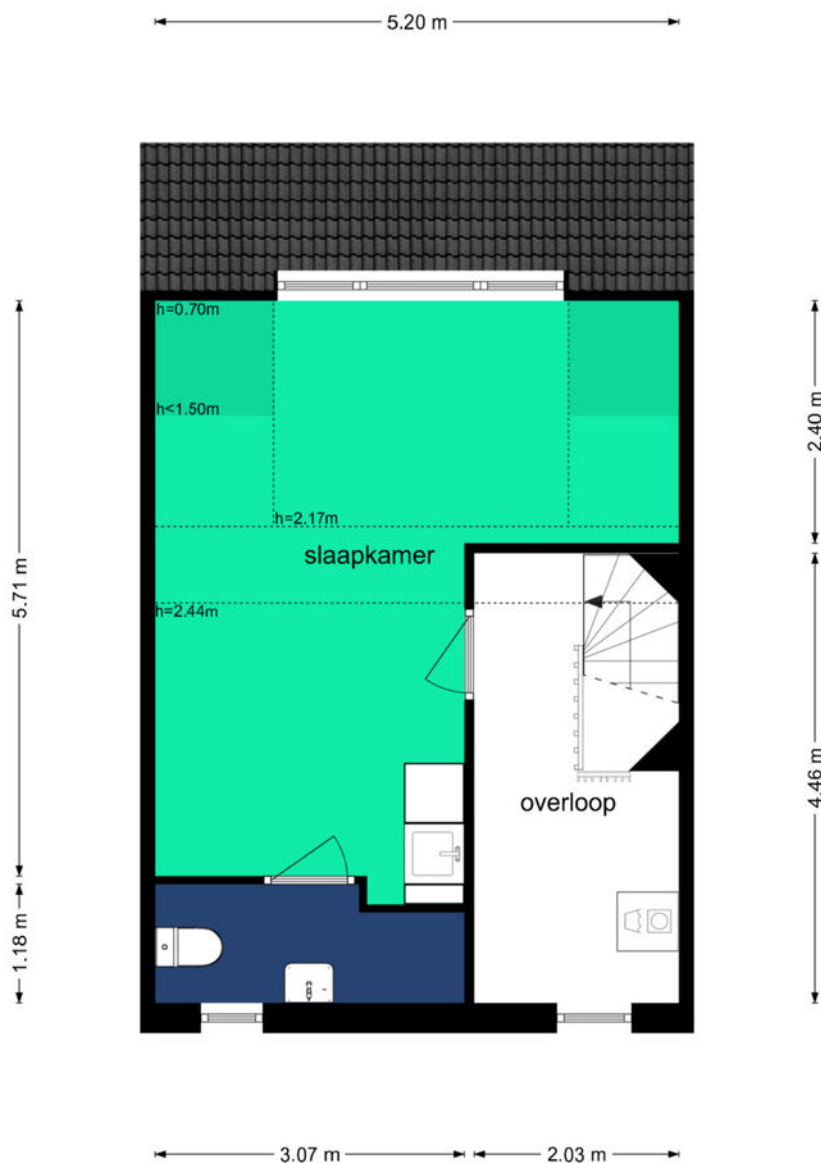 5.20 m
h=0.70m
h<1.50m
2.40 m
h=2.17m
slaapkamer
5.71 m
h=2.44m
overloop
4.46 m
1.18 m
3.07 m
2.03 m